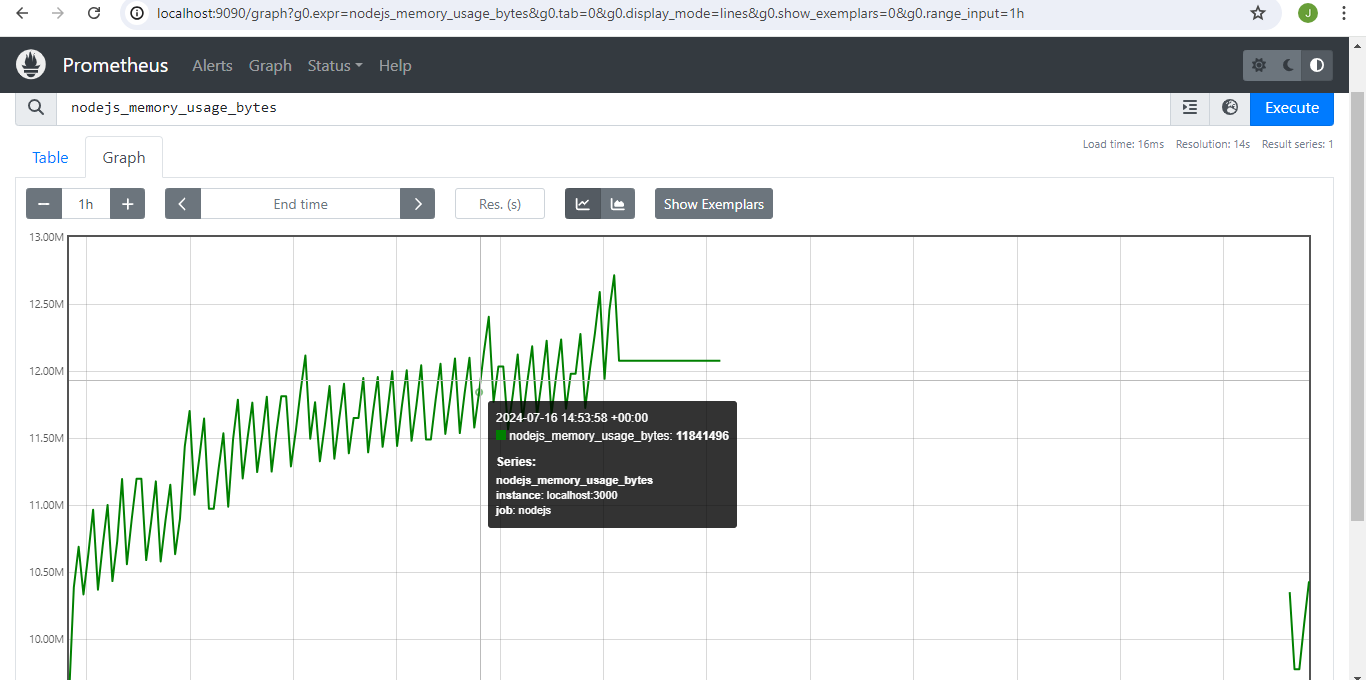 localhost:9090/graph?g0.expr=nodejs_memory_usage_bytes&g0.tab=0&g0.display_mode=lines&g0.show_exemplars=0&g0.range_input=1h
J
Prometheus Alerts Graph Status Help
nodejs_memory_usage_bytes
Execute
Load time: 16ms Resolution: 14s Result series: 1
Table Graph
− 1h + End time Res. (s) Show Exemplars
13.00M
12.50M
12.00M
11.50M
11.00M
10.50M
10.00M
2024-07-16 14:53:58 +00:00
nodejs_memory_usage_bytes: 11841496
Series:
nodejs_memory_usage_bytes
instance: localhost:3000
job: nodejs